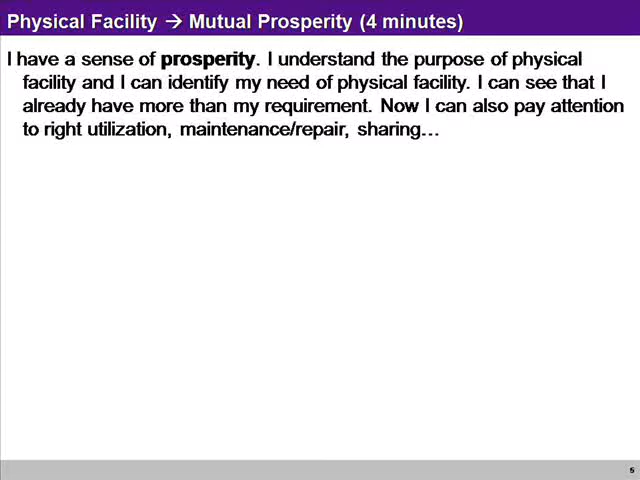 Physical Facility → Mutual Prosperity (4 minutes)
I have a sense of prosperity. I understand the purpose of physical
facility and I can identify my need of physical facility. I can see that I
already have more than my requirement. Now I can also pay attention
to right utilization, maintenance/repair, sharing…
5